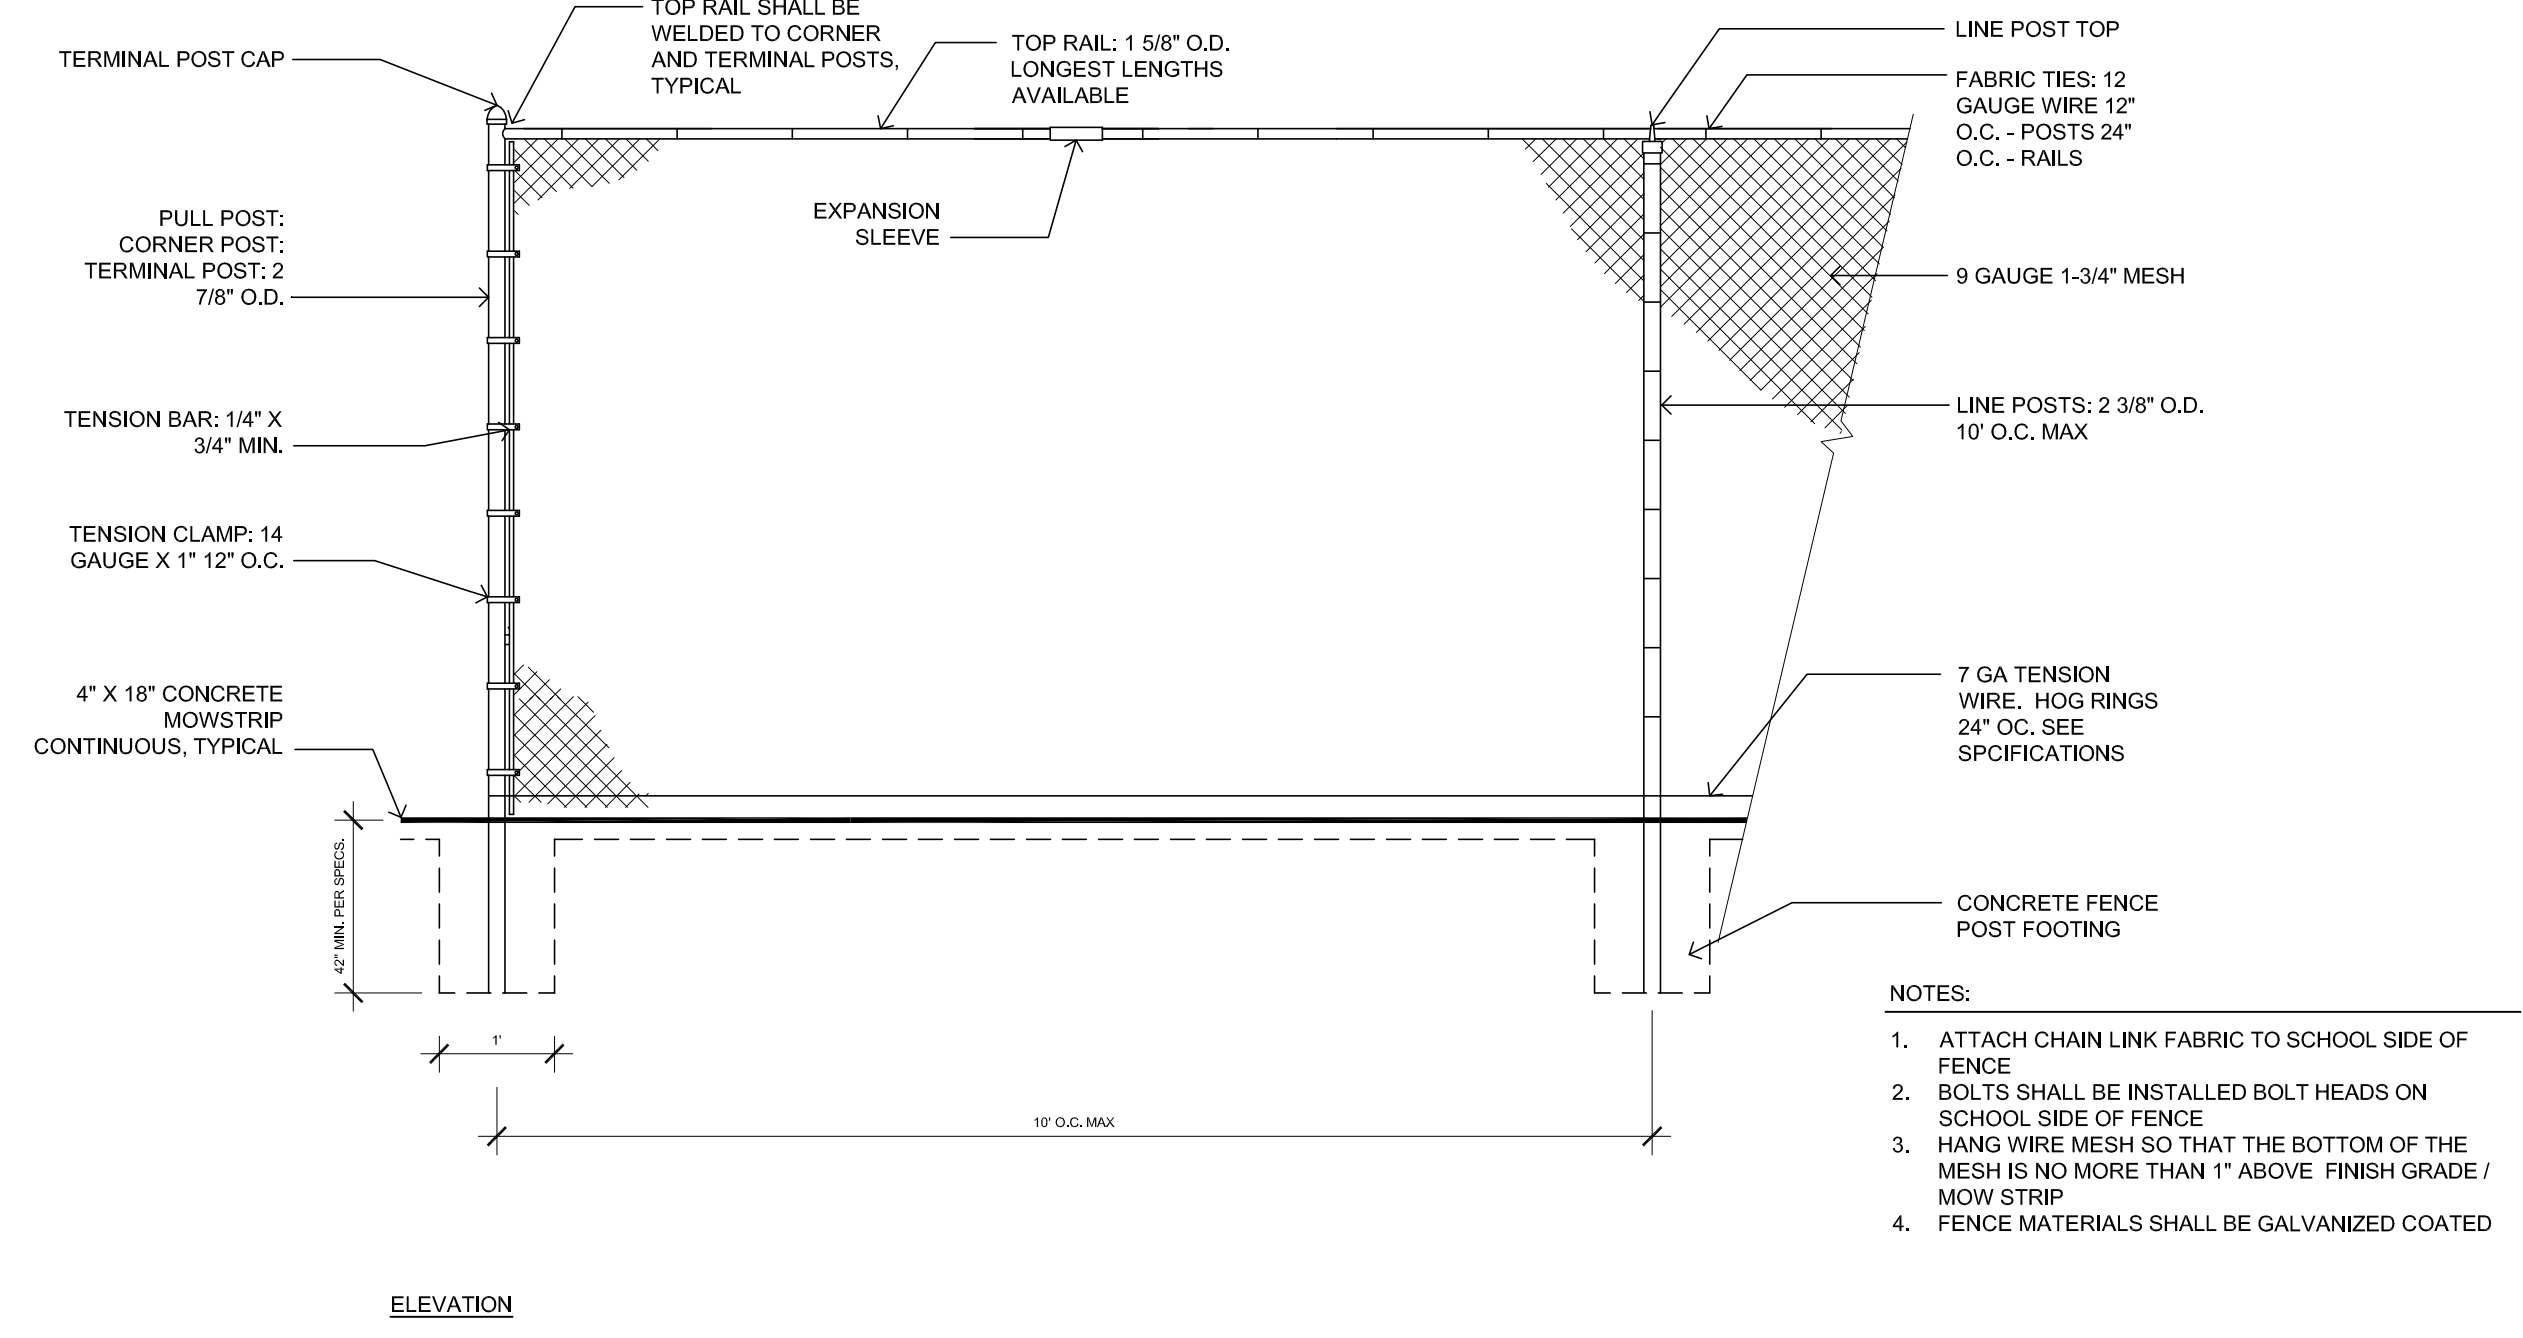 TOP RAIL SHALL BE
WELDED TO CORNER
AND TERMINAL POSTS,
TYPICAL
TERMINAL POST CAP
TOP RAIL: 1 5/8" O.D.
LONGEST LENGTHS
AVAILABLE
LINE POST TOP
FABRIC TIES: 12
GAUGE WIRE 12"
O.C. - POSTS 24"
O.C. - RAILS
PULL POST:
CORNER POST:
TERMINAL POST: 2
7/8" O.D.
EXPANSION
SLEEVE
9 GAUGE 1-3/4" MESH
TENSION BAR: 1/4" X
3/4" MIN.
LINE POSTS: 2 3/8" O.D.
10' O.C. MAX
TENSION CLAMP: 14
GAUGE X 1" 12" O.C.
4" X 18" CONCRETE
MOWSTRIP
CONTINUOUS, TYPICAL
7 GA TENSION
WIRE.  HOG RINGS
24" OC. SEE
SPCIFICATIONS
42" MIN. PER SPECS.
CONCRETE FENCE
POST FOOTING
1'
10' O.C. MAX
NOTES:
1. ATTACH CHAIN LINK FABRIC TO SCHOOL SIDE OF
FENCE
2. BOLTS SHALL BE INSTALLED BOLT HEADS ON
SCHOOL SIDE OF FENCE
3. HANG WIRE MESH SO THAT THE BOTTOM OF THE
MESH IS NO MORE THAN 1" ABOVE  FINISH GRADE /
MOW STRIP
4. FENCE MATERIALS SHALL BE GALVANIZED COATED
ELEVATION